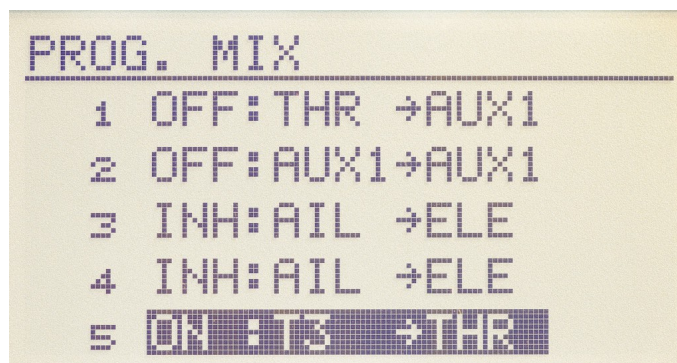 PROG. MIX
1 OFF:THR →AUX1
2 OFF:AUX1→AUX1
3 INH:AIL →ELE
4 INH:AIL →ELE
5 ON :T3 →THR